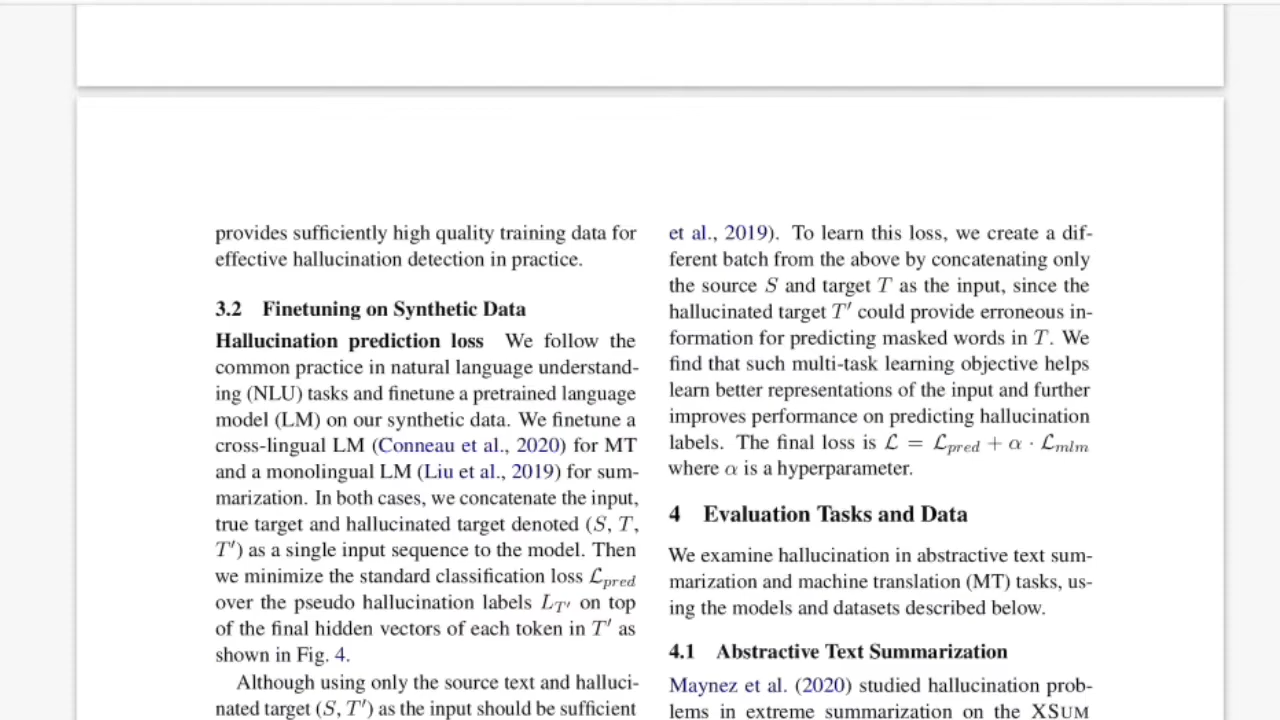 provides sufficiently high quality training data for
effective hallucination detection in practice.
3.2 Finetuning on Synthetic Data
Hallucination prediction loss We follow the
common practice in natural language understand-
ing (NLU) tasks and finetune a pretrained language
model (LM) on our synthetic data. We finetune a
cross-lingual LM (Conneau et al., 2020) for MT
and a monolingual LM (Liu et al., 2019) for sum-
marization. In both cases, we concatenate the input,
true target and hallucinated target denoted (S, T,
T′) as a single input sequence to the model. Then
we minimize the standard classification loss ℒ_pred
over the pseudo hallucination labels L_T′ on top
of the final hidden vectors of each token in T′ as
shown in Fig. 4.
Although using only the source text and halluci-
nated target (S, T′) as the input should be sufficient
et al., 2019). To learn this loss, we create a dif-
ferent batch from the above by concatenating only
the source S and target T as the input, since the
hallucinated target T′ could provide erroneous in-
formation for predicting masked words in T. We
find that such multi-task learning objective helps
learn better representations of the input and further
improves performance on predicting hallucination
labels. The final loss is ℒ = ℒ_pred + α · ℒ_mlm
where α is a hyperparameter.
4 Evaluation Tasks and Data
We examine hallucination in abstractive text sum-
marization and machine translation (MT) tasks, us-
ing the models and datasets described below.
4.1 Abstractive Text Summarization
Maynez et al. (2020) studied hallucination prob-
lems in extreme summarization on the XSUM